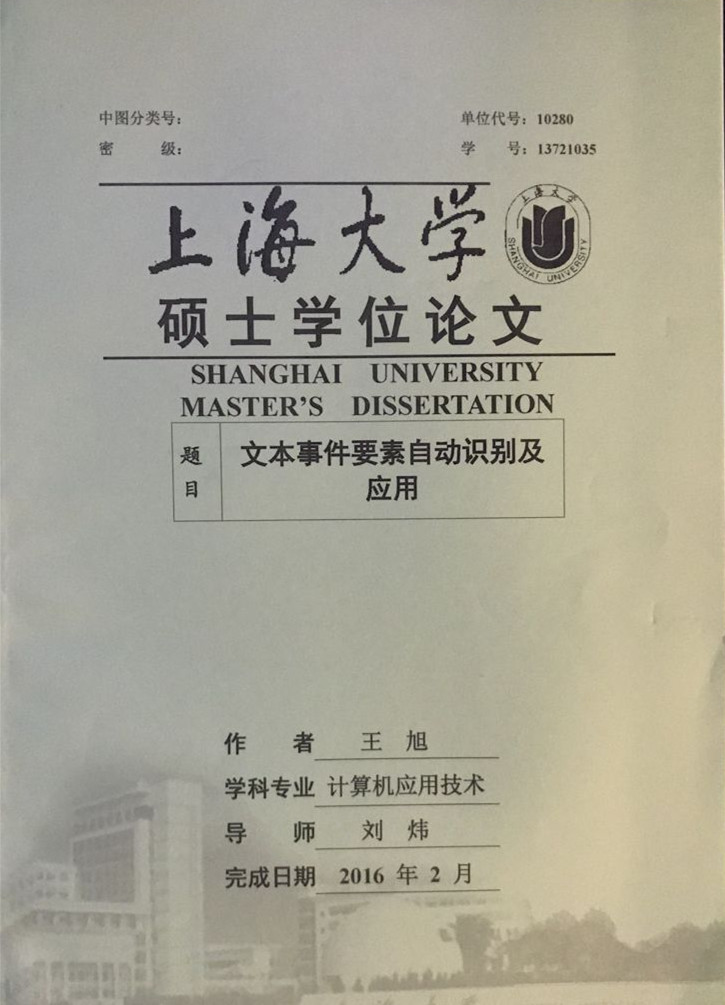 中图分类号： 单位代号：10280
密 级： 学 号：13721035
上海大学
上海大学
SHANGHAI UNIVERSITY
硕士学位论文
SHANGHAI UNIVERSITY
MASTER'S DISSERTATION
题目 文本事件要素自动识别及
应用
作 者 王 旭
学科专业 计算机应用技术
导 师 刘 炜
完成日期 2016 年 2 月
上海大学